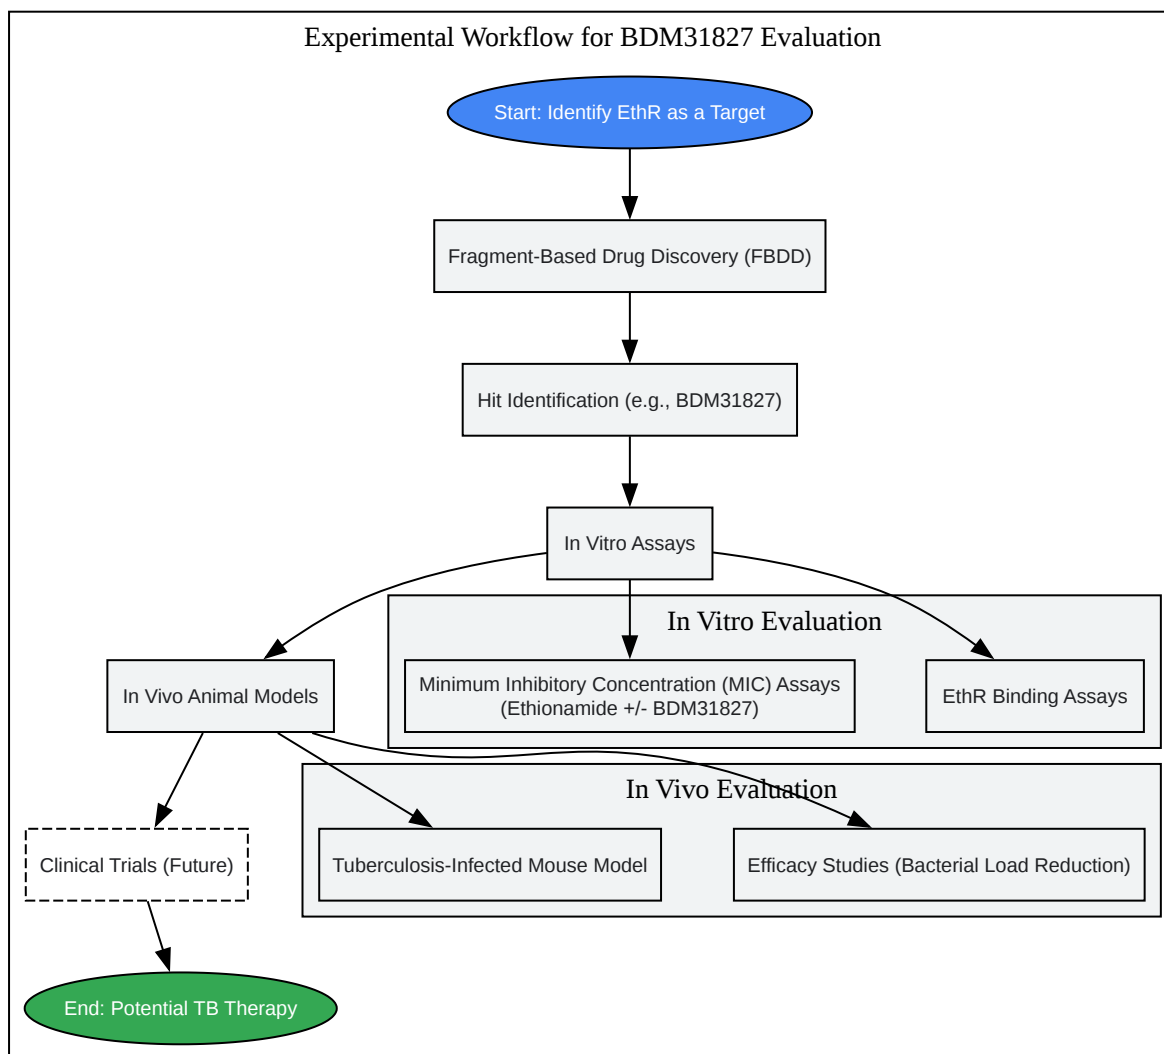 Experimental Workflow for BDM31827 Evaluation
Start: Identify EthR as a Target
Fragment-Based Drug Discovery (FBDD)
Hit Identification (e.g., BDM31827)
In Vitro Assays
In Vitro Evaluation
In Vivo Animal Models
Minimum Inhibitory Concentration (MIC) Assays
(Ethionamide +/- BDM31827)
EthR Binding Assays
In Vivo Evaluation
Clinical Trials (Future)
Tuberculosis-Infected Mouse Model
Efficacy Studies (Bacterial Load Reduction)
End: Potential TB Therapy